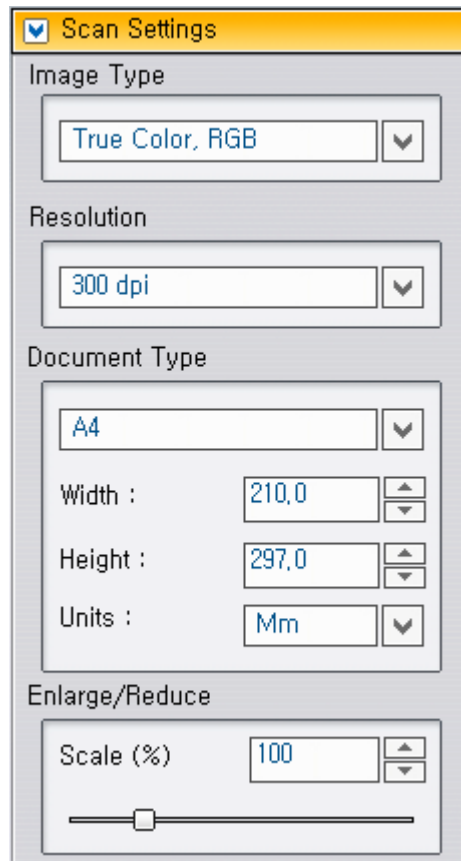 Scan Settings
Image Type
True Color, RGB
Resolution
300 dpi
Document Type
A4
Width : 210.0
Height : 297.0
Units : Mm
Enlarge/Reduce
Scale (%) 100